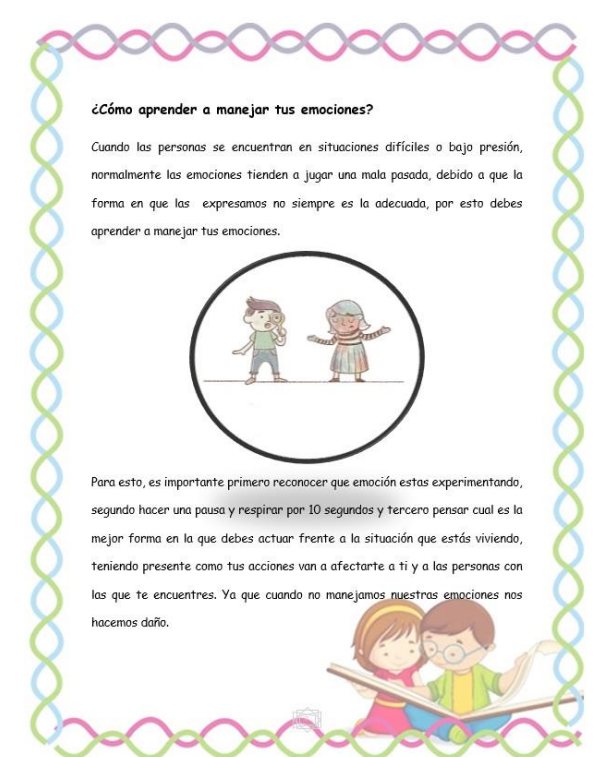 ¿Cómo aprender a manejar tus emociones?
Cuando las personas se encuentran en situaciones difíciles o bajo presión,
normalmente las emociones tienden a jugar una mala pasada, debido a que la
forma en que las expresamos no siempre es la adecuada, por esto debes
aprender a manejar tus emociones.
Para esto, es importante primero reconocer que emoción estas experimentando,
segundo hacer una pausa y respirar por 10 segundos y tercero pensar cual es la
mejor forma en la que debes actuar frente a la situación que estás viviendo,
teniendo presente como tus acciones van a afectarte a ti y a las personas con
las que te encuentres. Ya que cuando no manejamos nuestras emociones nos
hacemos daño.